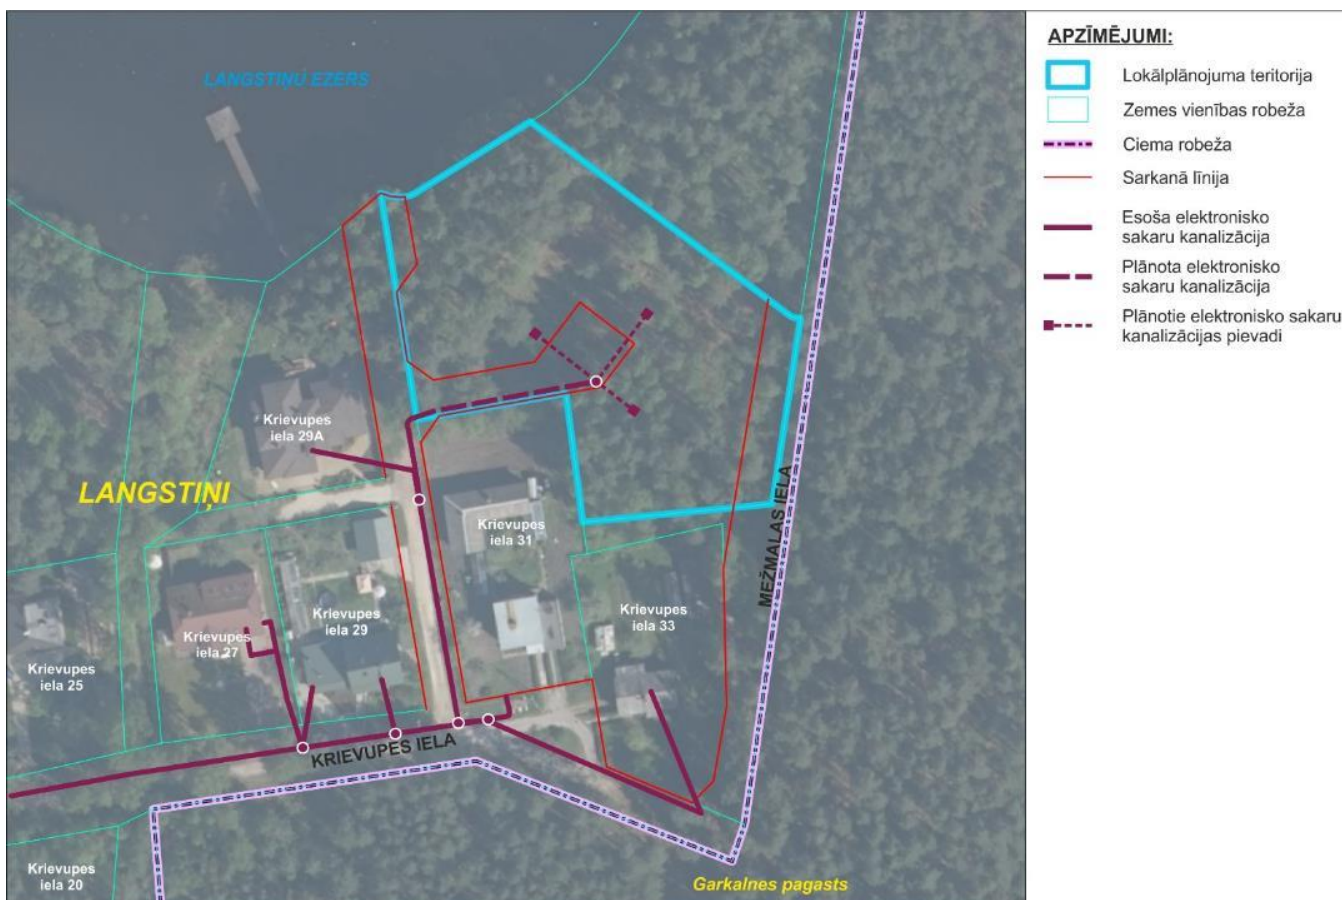 LANGSTIŅU EZERS
Krievupes
iela 29A
LANGSTIŅI
Krievupes
iela 31
MEŽMALAS IELA
Krievupes
iela 29
Krievupes
iela 33
Krievupes
iela 27
Krievupes
iela 25
KRIEVUPES IELA
Krievupes
iela 20
Garkalnes pagasts
APZĪMĒJUMI:
Lokālplānojuma teritorija
Zemes vienības robeža
Ciema robeža
Sarkanā līnija
Esoša elektronisko
sakaru kanalizācija
Plānota elektronisko
sakaru kanalizācija
Plānotie elektronisko sakaru
kanalizācijas pievadi